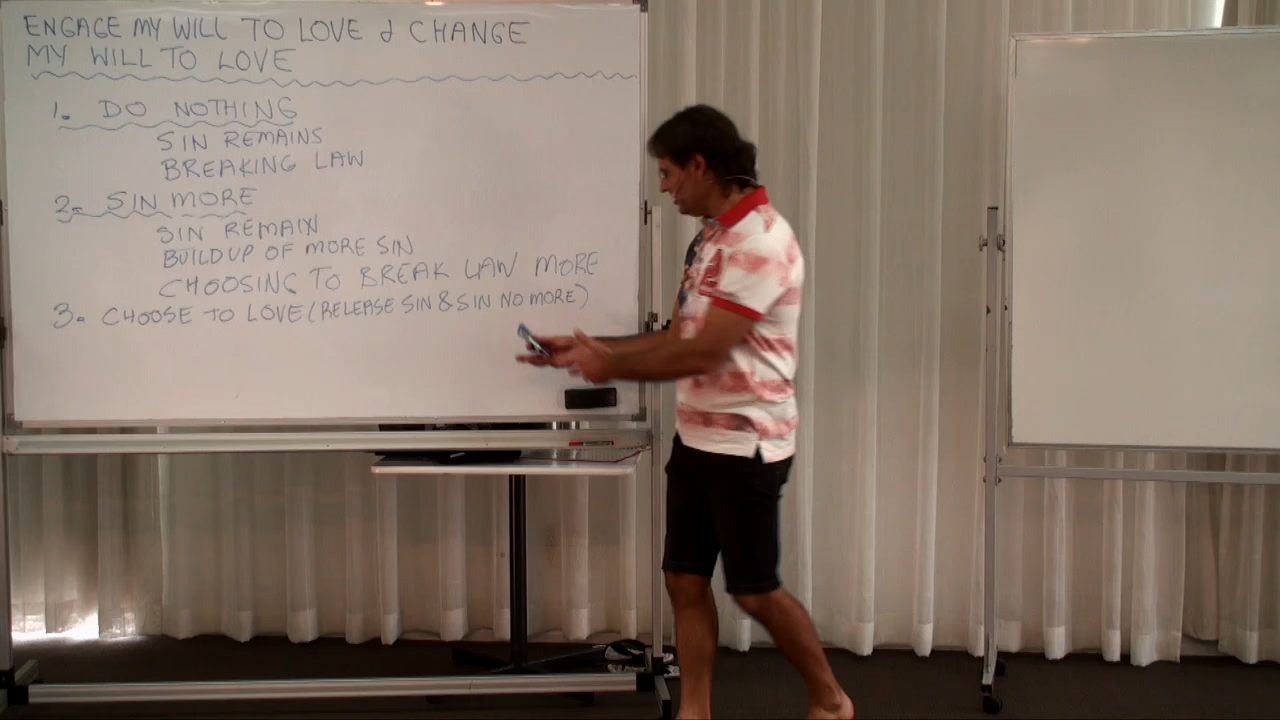 ENGAGE MY WILL TO LOVE & CHANGE
MY WILL TO LOVE
1. DO NOTHING
SIN REMAINS
BREAKING LAW
2. SIN MORE
SIN REMAIN
BUILDUP OF MORE SIN
CHOOSING TO BREAK LAW MORE
3. CHOOSE TO LOVE (RELEASE SIN & SIN NO MORE)